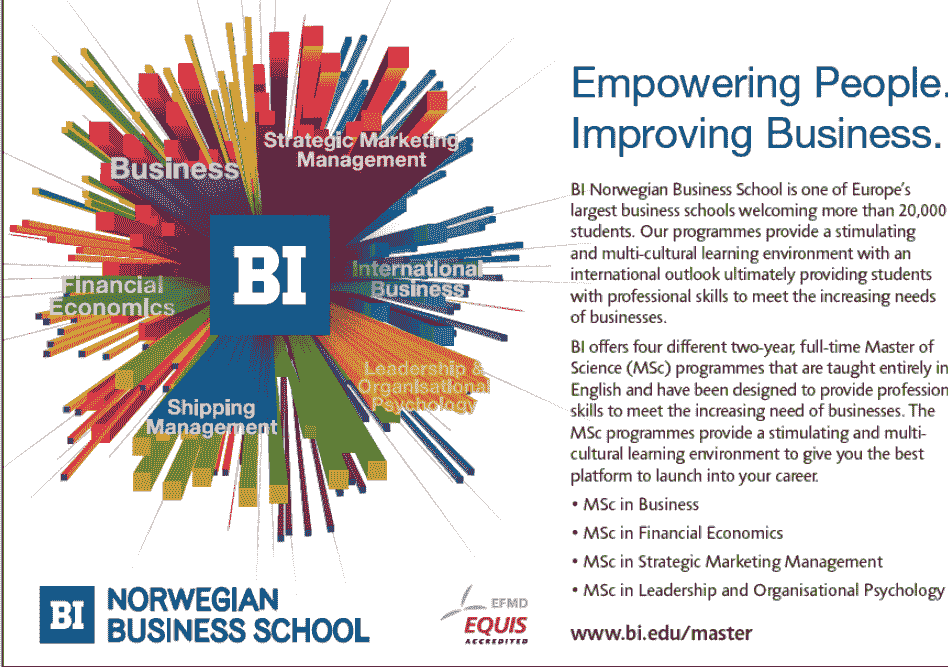 Strategic Marketing
Management
Business
International
Business
Financial
Economics
Leadership &
Organisational
Psychology
Shipping
Management
BI
NORWEGIAN
BUSINESS SCHOOL
BI
EFMD
EQUIS
ACCREDITED
Empowering People.
Improving Business.
BI Norwegian Business School is one of Europe's
largest business schools welcoming more than 20,000
students. Our programmes provide a stimulating
and multi-cultural learning environment with an
international outlook ultimately providing students
with professional skills to meet the increasing needs
of businesses.
BI offers four different two-year, full-time Master of
Science (MSc) programmes that are taught entirely in
English and have been designed to provide profession
skills to meet the increasing need of businesses. The
MSc programmes provide a stimulating and multi-
cultural learning environment to give you the best
platform to launch into your career.
• MSc in Business
• MSc in Financial Economics
• MSc in Strategic Marketing Management
• MSc in Leadership and Organisational Psychology
www.bi.edu/master